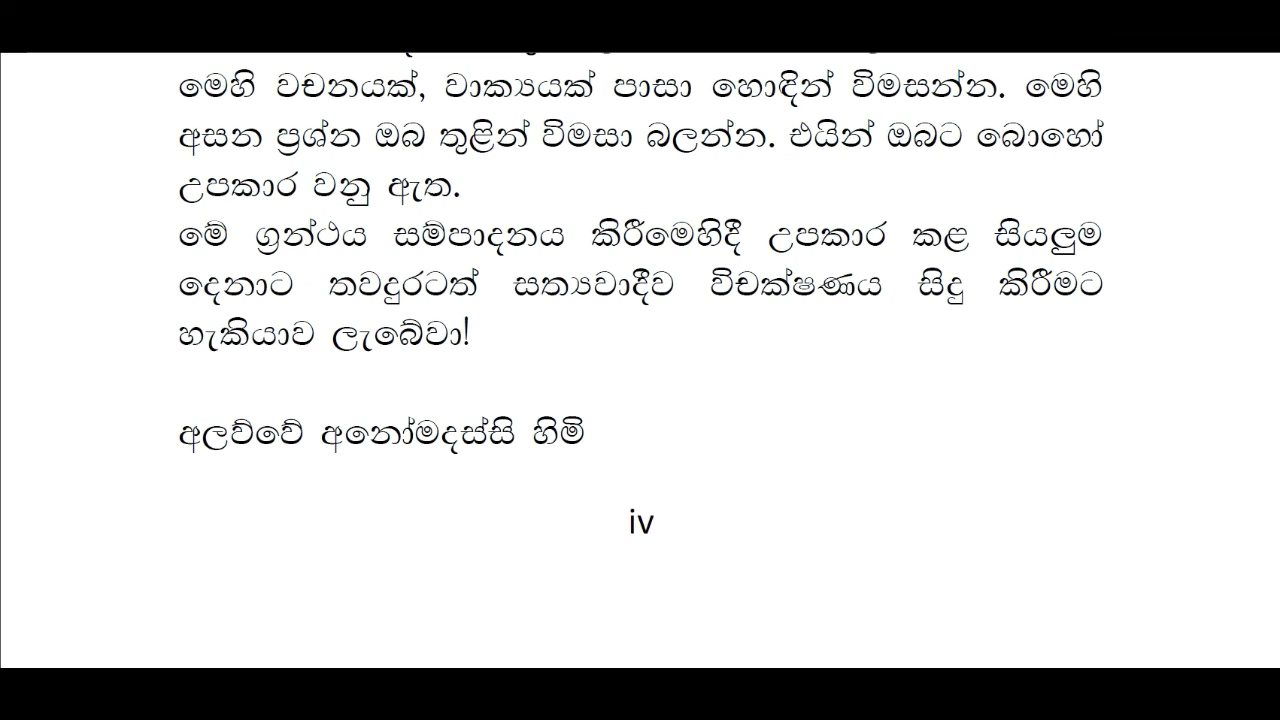 මෙහි වචනයක්, වාක්‍යයක් පාසා හොඳින් විමසන්න. මෙහි
අසන ප්‍රශ්න ඔබ තුළින් විමසා බලන්න. එයින් ඔබට බොහෝ
උපකාර වනු ඇත.
මේ ග්‍රන්ථය සම්පාදනය කිරීමෙහිදී උපකාර කළ සියලුම
දෙනාට තවදුරටත් සත්‍යවාදීව විචක්ෂණය සිදු කිරීමට
හැකියාව ලැබේවා!
අලව්වේ අනෝමදස්සි හිමි
iv